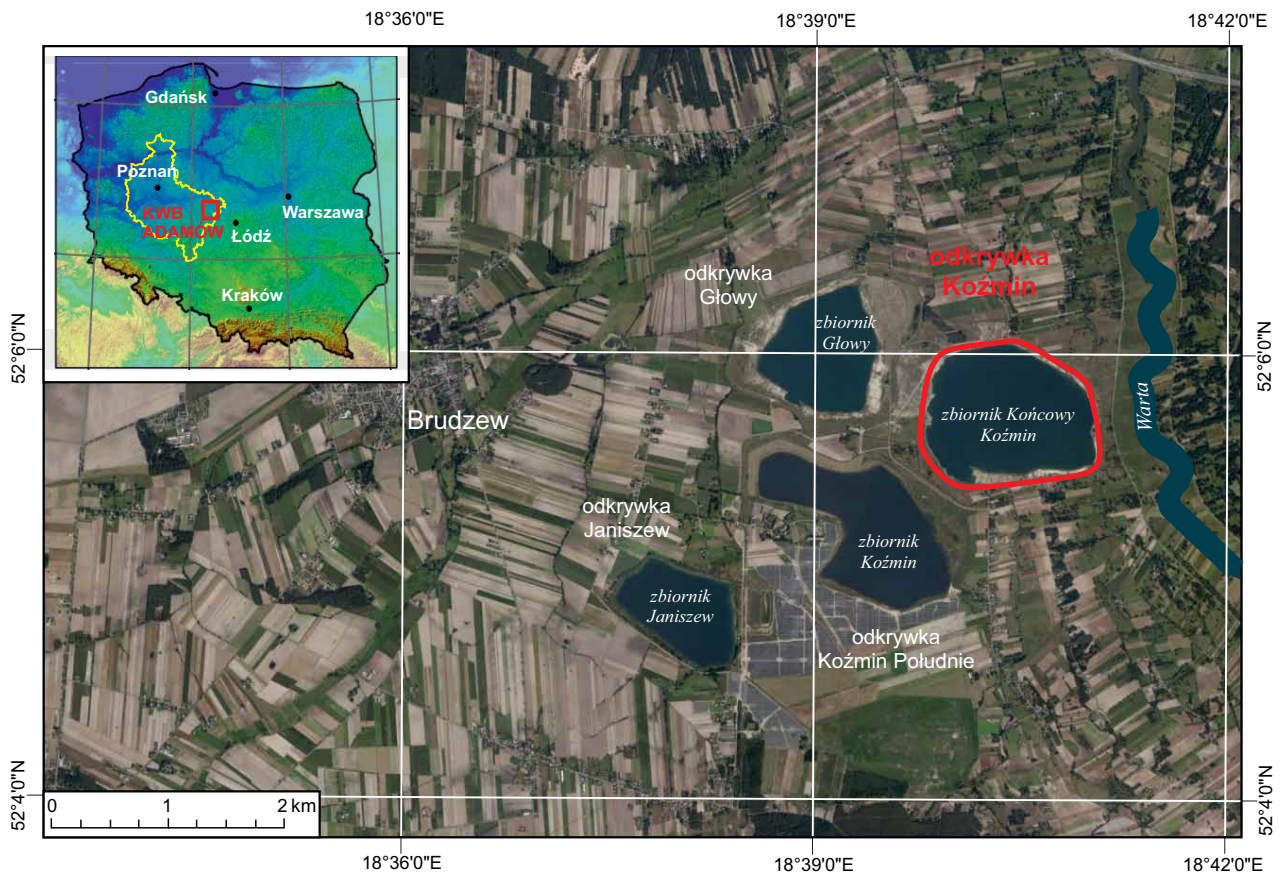 18°36'0"E
18°39'0"E
18°42'0"E
Gdańsk
Poznań
Warszawa
KWB
ADAMÓW
Łódź
Kraków
odkrywka
Koźmin
odkrywka
Głowy
zbiornik
Głowy
52°6'0"N
52°6'0"N
Brudzew
zbiornik Końcowy
Koźmin
Warta
odkrywka
Janiszew
zbiornik
Koźmin
zbiornik
Janiszew
odkrywka
Koźmin Południe
0 1 2 km
52°4'0"N
52°4'0"N
18°36'0"E
18°39'0"E
18°42'0"E